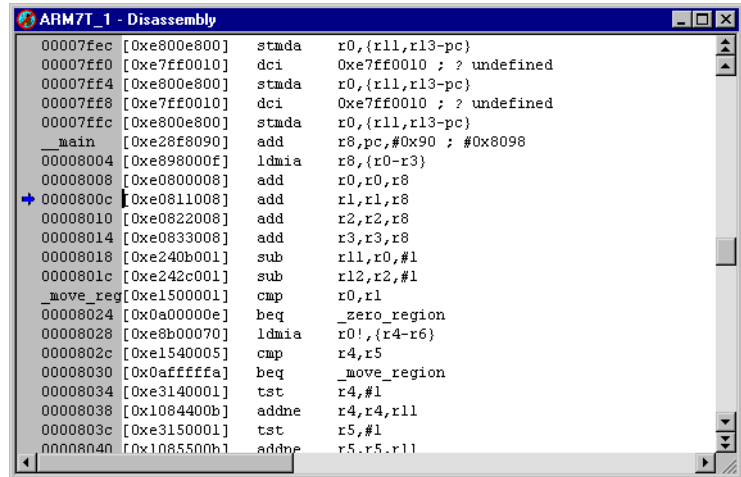 ARM7T_1 - Disassembly
00007fec [0xe800e800] stmda r0,{r11,r13-pc}
00007ff0 [0xe7ff0010] dci 0xe7ff0010 ; ? undefined
00007ff4 [0xe800e800] stmda r0,{r11,r13-pc}
00007ff8 [0xe7ff0010] dci 0xe7ff0010 ; ? undefined
00007ffc [0xe800e800] stmda r0,{r11,r13-pc}
__main [0xe28f8090] add r8,pc,#0x90 ; #0x8098
00008004 [0xe898000f] ldmia r8,{r0-r3}
00008008 [0xe0800008] add r0,r0,r8
0000800c [0xe0811008] add r1,r1,r8
00008010 [0xe0822008] add r2,r2,r8
00008014 [0xe0833008] add r3,r3,r8
00008018 [0xe240b001] sub r11,r0,#1
0000801c [0xe242c001] sub r12,r2,#1
_move_reg[0xe1500001] cmp r0,r1
00008024 [0x0a00000e] beq _zero_region
00008028 [0xe8b00070] ldmia r0!,{r4-r6}
0000802c [0xe1540005] cmp r4,r5
00008030 [0x0afffffa] beq _move_region
00008034 [0xe3140001] tst r4,#1
00008038 [0x1084400b] addne r4,r4,r11
0000803c [0xe3150001] tst r5,#1
00008040 [0x1085500b] addne r5,r5,r11